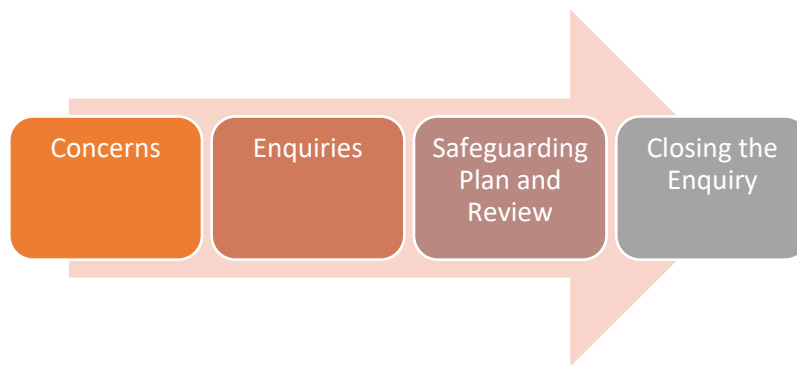 Concerns
Enquiries
Safeguarding
Plan and
Review
Closing the
Enquiry